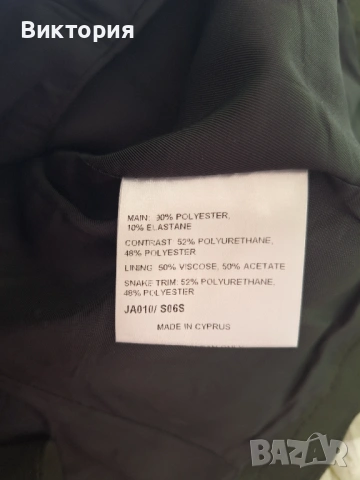 Виктория
MAIN: 90% POLYESTER,
10% ELASTANE
CONTRAST: 52% POLYURETHANE,
48% POLYESTER
LINING: 50% VISCOSE, 50% ACETATE
SNAKE TRIM: 52% POLYURETHANE,
48% POLYESTER
JA010/ S06S
MADE IN CYPRUS
BAZAR